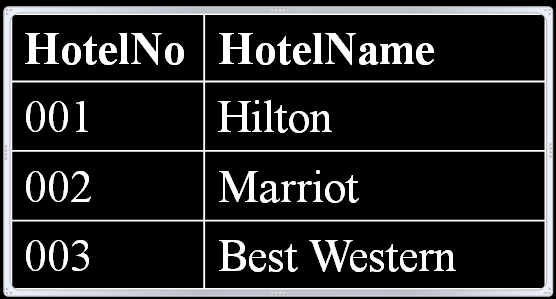 HotelNo HotelName
001 Hilton
002 Marriot
003 Best Western